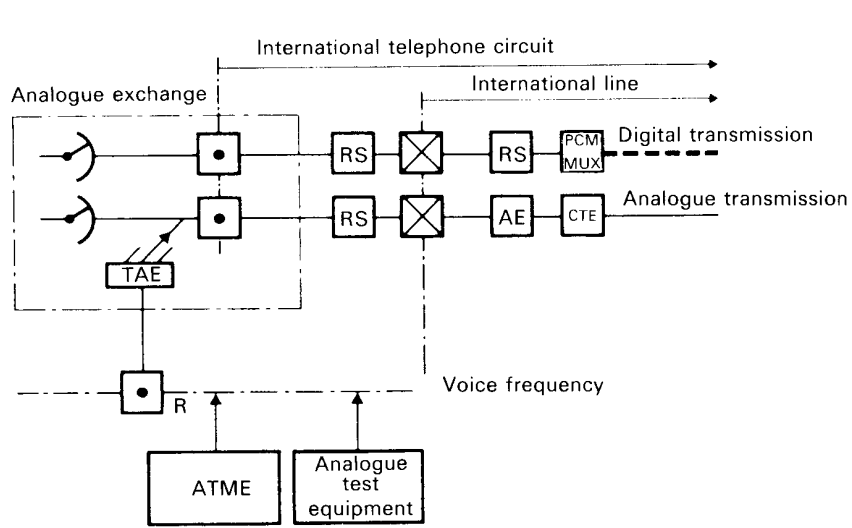 International telephone circuit
International line
Analogue exchange
RS
RS
PCM
MUX
Digital transmission
RS
AE
CTE
Analogue transmission
TAE
Voice frequency
R
ATME
Analogue
test
equipment